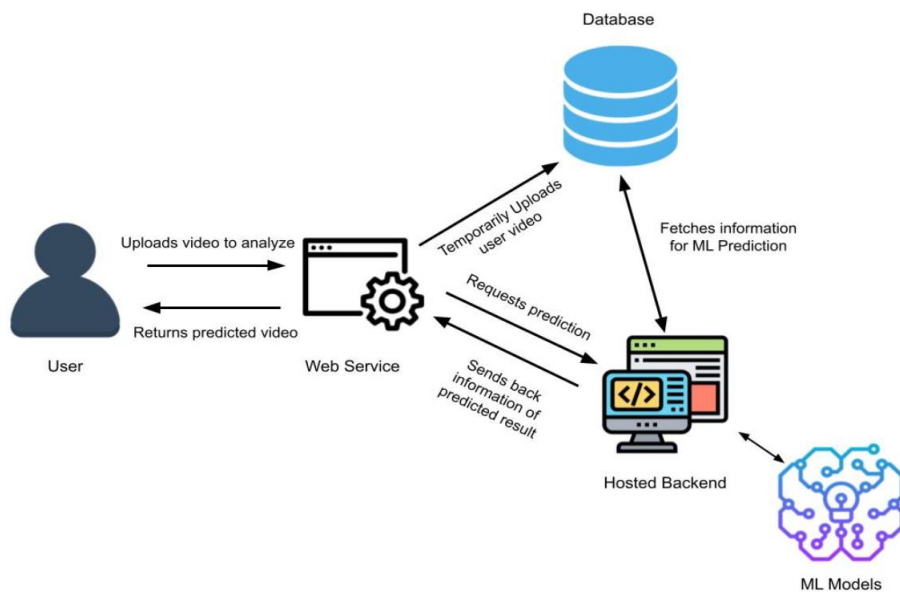 Database
Uploads video to analyze
Temporarily Uploads
user video
Fetches information
for ML Prediction
Returns predicted video
Requests prediction
User
Web Service
Sends back
information of
predicted result
</>
Hosted Backend
ML Models